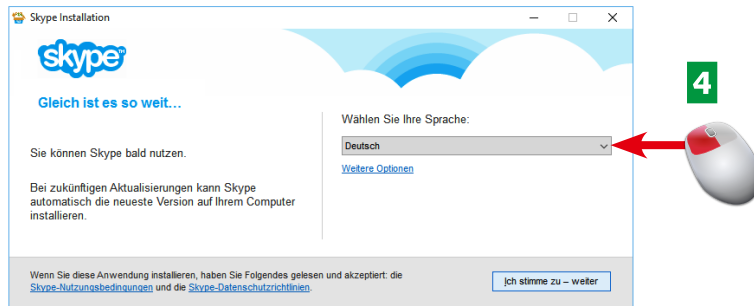 Skype Installation
skype
Gleich ist es so weit…
Sie können Skype bald nutzen.
Bei zukünftigen Aktualisierungen kann Skype
automatisch die neueste Version auf Ihrem Computer
installieren.
Wählen Sie Ihre Sprache:
Deutsch
Weitere Optionen
4
Wenn Sie diese Anwendung installieren, haben Sie Folgendes gelesen und akzeptiert: die
Skype-Nutzungsbedingungen und die Skype-Datenschutzrichtlinien.
Ich stimme zu – weiter